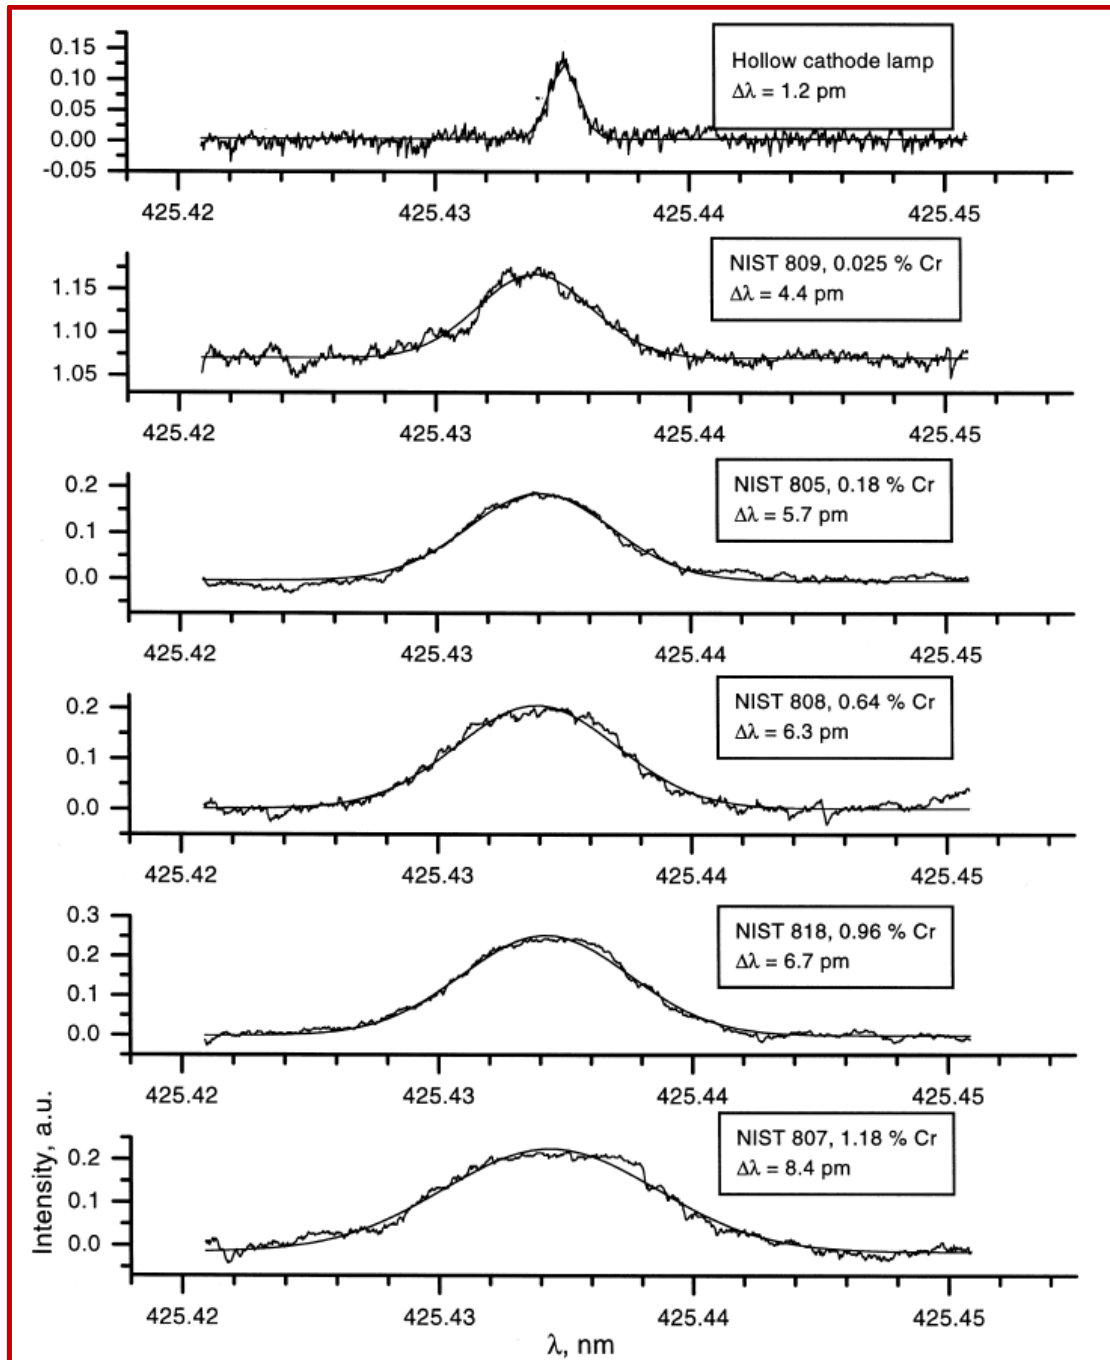 0.15
0.10
0.05
0.00
-0.05
Hollow cathode lamp
Δλ = 1.2 pm
425.42 425.43 425.44 425.45
1.15
1.10
1.05
NIST 809, 0.025 % Cr
Δλ = 4.4 pm
425.42 425.43 425.44 425.45
0.2
0.1
0.0
NIST 805, 0.18 % Cr
Δλ = 5.7 pm
425.42 425.43 425.44 425.45
0.2
0.1
0.0
NIST 808, 0.64 % Cr
Δλ = 6.3 pm
425.42 425.43 425.44 425.45
0.3
0.2
0.1
0.0
NIST 818, 0.96 % Cr
Δλ = 6.7 pm
425.42 425.43 425.44 425.45
Intensity, a.u.
0.2
0.1
0.0
NIST 807, 1.18 % Cr
Δλ = 8.4 pm
425.42 425.43 425.44 425.45
λ, nm